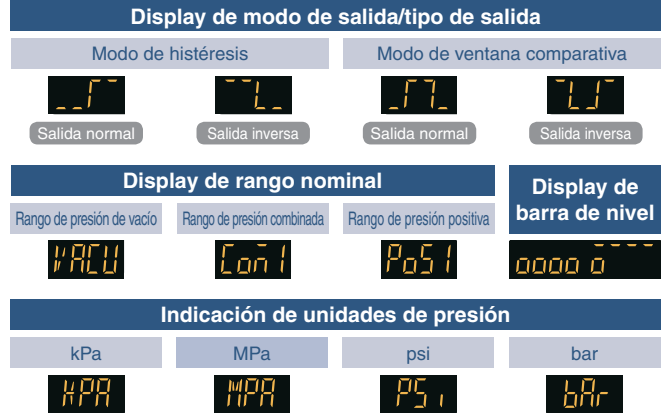 Display de modo de salida/tipo de salida
Modo de histéresis
Modo de ventana comparativa
Salida normal
Salida inversa
Salida normal
Salida inversa
Display de rango nominal
Display de
barra de nivel
Rango de presión de vacío
Rango de presión combinada
Rango de presión positiva
VACU
Com1
PoS1
oooo o
Indicación de unidades de presión
kPa
MPa
psi
bar
KPA
MPA
PSi
bAr